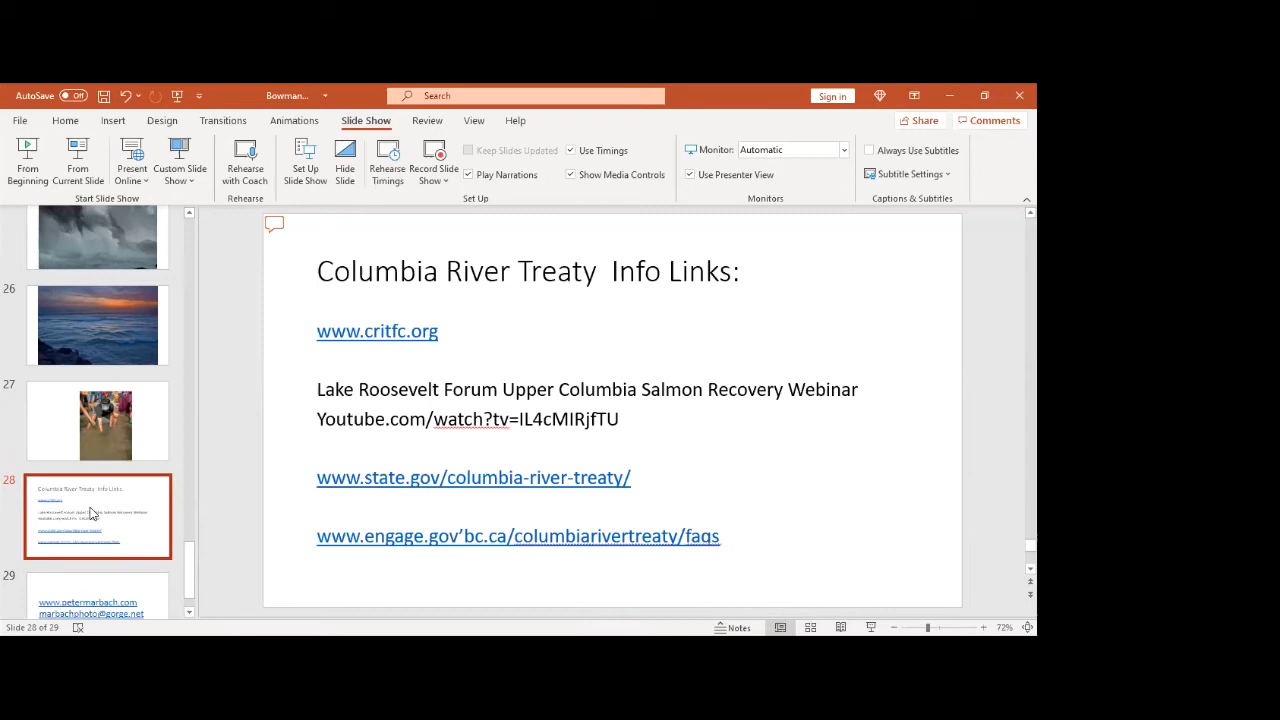 AutoSave Off Bowman... Search Sign in
File Home Insert Design Transitions Animations Slide Show Review View Help Share Comments
From Beginning
From Current Slide
Present Online
Custom Slide Show
Start Slide Show
Rehearse with Coach
Rehearse
Set Up Slide Show
Hide Slide
Rehearse Timings
Record Slide Show
Keep Slides Updated
Play Narrations
Use Timings
Show Media Controls
Set Up
Monitor: Automatic
Use Presenter View
Monitors
Always Use Subtitles
Subtitle Settings
Captions & Subtitles
26
27
28
Columbia River Treaty Info Links:
29
www.petermarbach.com
marbachphoto@gorge.net
Columbia River Treaty  Info Links:
www.critfc.org
Lake Roosevelt Forum Upper Columbia Salmon Recovery Webinar
Youtube.com/watch?tv=IL4cMIRjfTU
www.state.gov/columbia-river-treaty/
www.engage.gov’bc.ca/columbiarivertreaty/faqs
Slide 28 of 29 Notes 72%